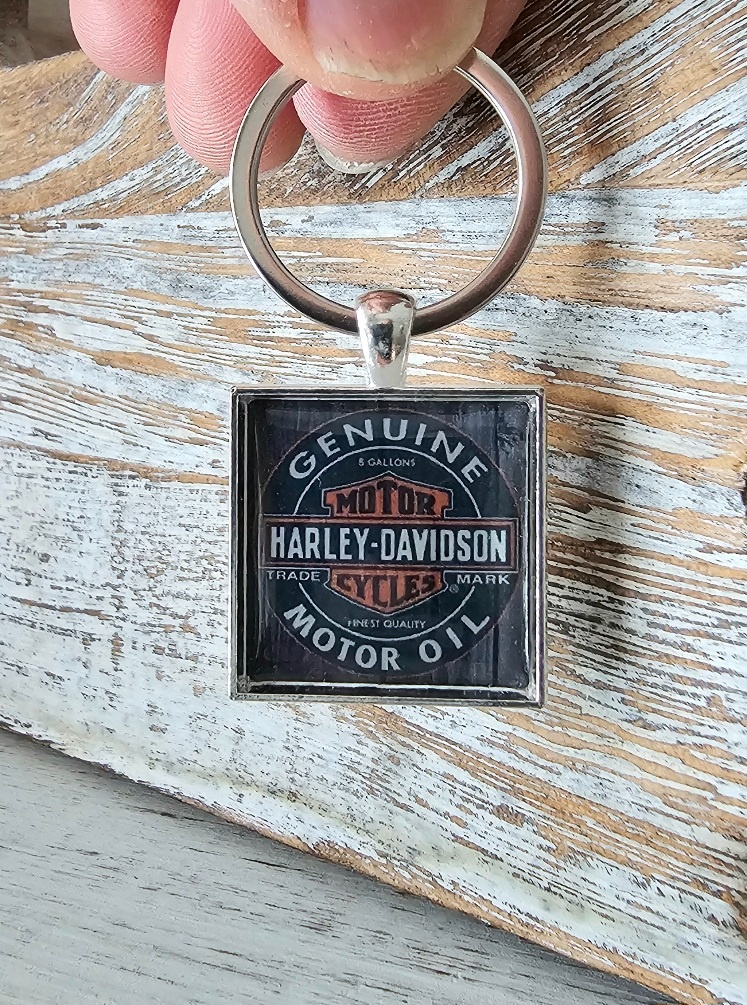 GENUINE
5 GALLONS
MOTOR
HARLEY-DAVIDSON
TRADE MARK
CYCLES ®
FINEST QUALITY
MOTOR OIL